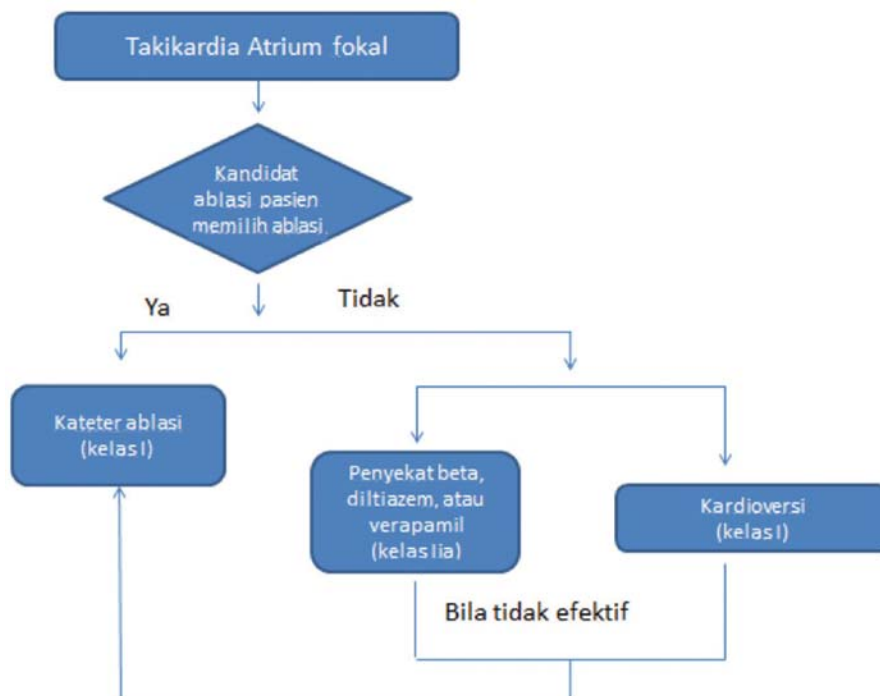 Takikardia Atrium fokal
Kandidat
ablasi pasien
memilih ablasi
Ya
Tidak
Kateter ablasi
(kelas I)
Penyekat beta,
diltiazem, atau
verapamil
(kelas Iia)
Kardioversi
(kelas I)
Bila tidak efektif